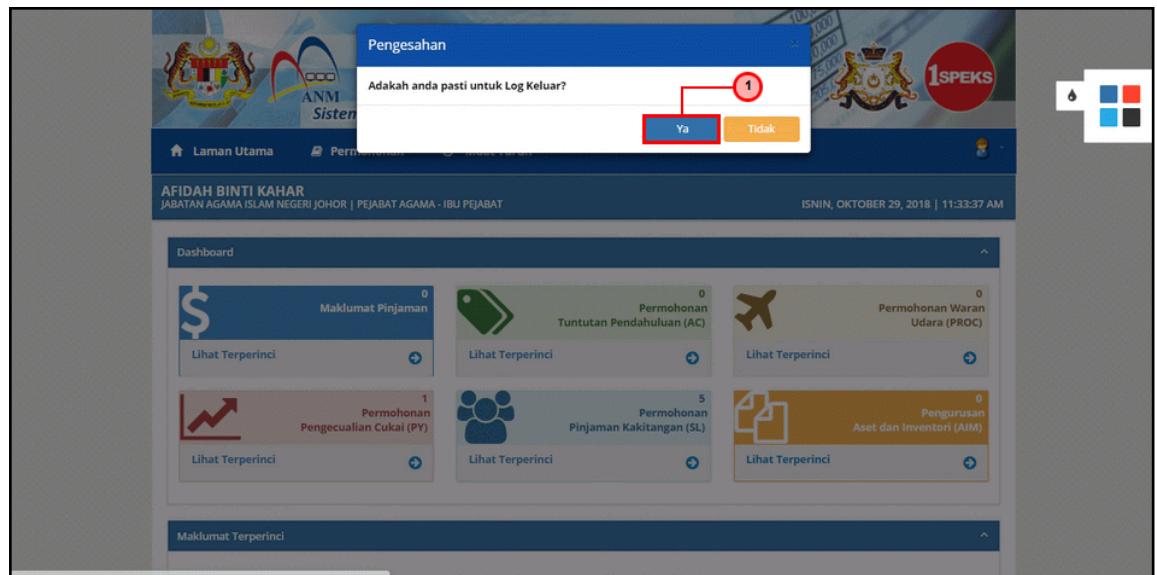 Pengesahan
×
Adakah anda pasti untuk Log Keluar?
1
Ya
Tidak
ANM
Sistem
1SPEKS
Laman Utama
Permohonan
Muat Turun
AFIDAH BINTI KAHAR
JABATAN AGAMA ISLAM NEGERI JOHOR | PEJABAT AGAMA - IBU PEJABAT
ISNIN, OKTOBER 29, 2018 | 11:33:37 AM
Dashboard
0
Maklumat Pinjaman
Lihat Terperinci
0
Permohonan
Tuntutan Pendahuluan (AC)
Lihat Terperinci
0
Permohonan Waran
Udara (PROC)
Lihat Terperinci
1
Permohonan
Pengecualian Cukai (PY)
Lihat Terperinci
5
Permohonan
Pinjaman Kakitangan (SL)
Lihat Terperinci
0
Pengurusan
Aset dan Inventori (AIM)
Lihat Terperinci
Maklumat Terperinci